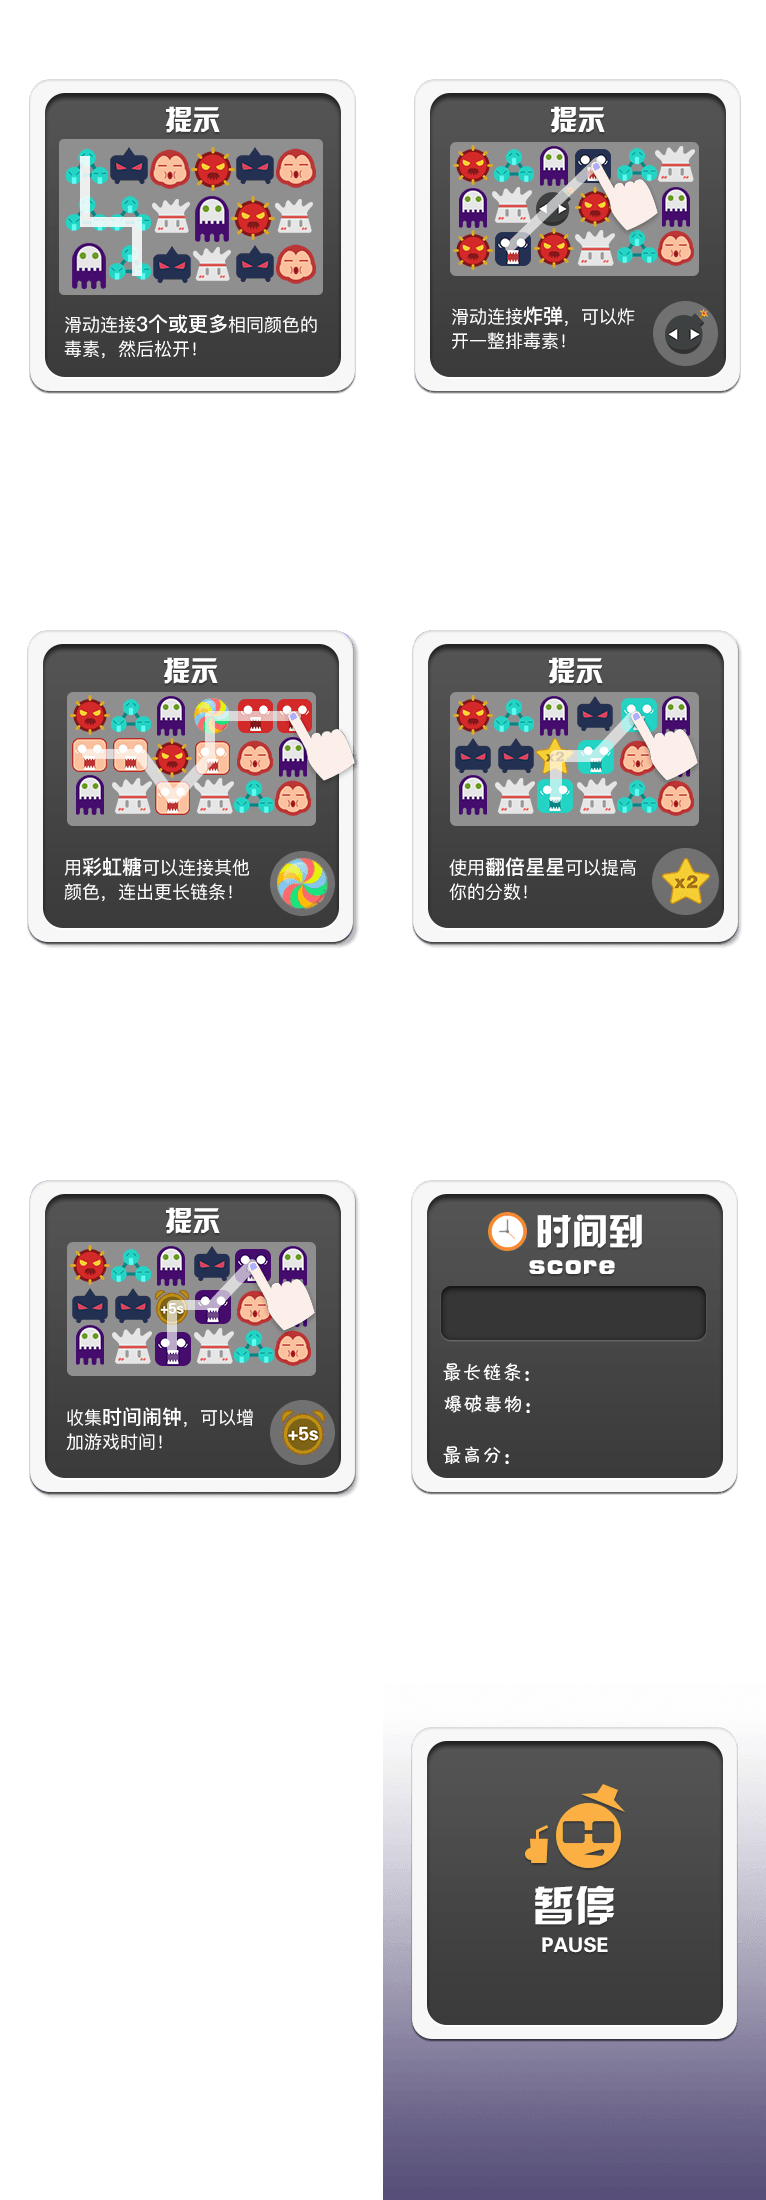 提示
滑动连接3个或更多相同颜色的
毒素，然后松开！
提示
滑动连接炸弹，可以炸
开一整排毒素！
提示
用彩虹糖可以连接其他
颜色，连出更长链条！
提示
x2
使用翻倍星星可以提高
你的分数！
x2
提示
+5s
收集时间闹钟，可以增
加游戏时间！
+5s
时间到
score
最长链条：
爆破毒物：
最高分：
暂停
PAUSE